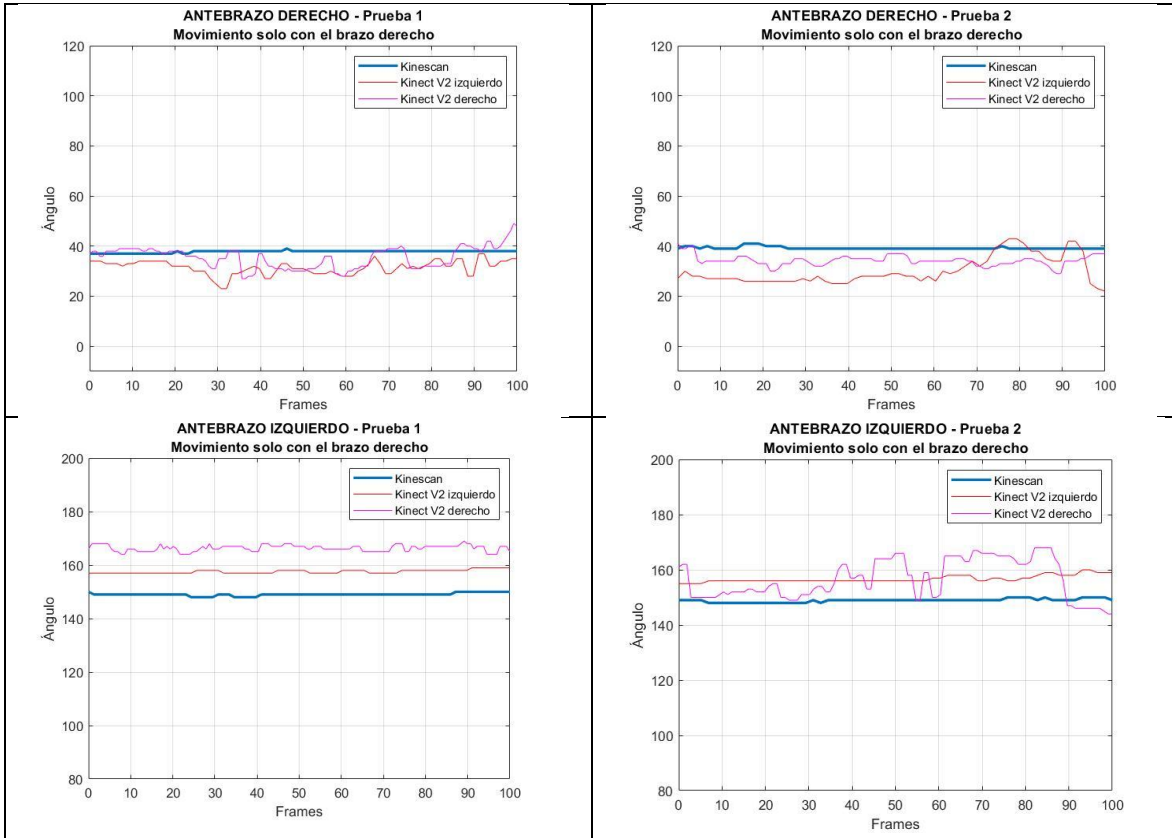 ANTEBRAZO DERECHO - Prueba 1
Movimiento solo con el brazo derecho
120
100
80
60
40
20
0
Ángulo
Kinescan
Kinect V2 izquierdo
Kinect V2 derecho
0 10 20 30 40 50 60 70 80 90 100
Frames
ANTEBRAZO DERECHO - Prueba 2
Movimiento solo con el brazo derecho
120
100
80
60
40
20
0
Ángulo
Kinescan
Kinect V2 izquierdo
Kinect V2 derecho
0 10 20 30 40 50 60 70 80 90 100
Frames
ANTEBRAZO IZQUIERDO - Prueba 1
Movimiento solo con el brazo derecho
200
180
160
140
120
100
80
Ángulo
Kinescan
Kinect V2 izquierdo
Kinect V2 derecho
0 10 20 30 40 50 60 70 80 90 100
Frames
ANTEBRAZO IZQUIERDO - Prueba 2
Movimiento solo con el brazo derecho
200
180
160
140
120
100
80
Ángulo
Kinescan
Kinect V2 izquierdo
Kinect V2 derecho
0 10 20 30 40 50 60 70 80 90 100
Frames